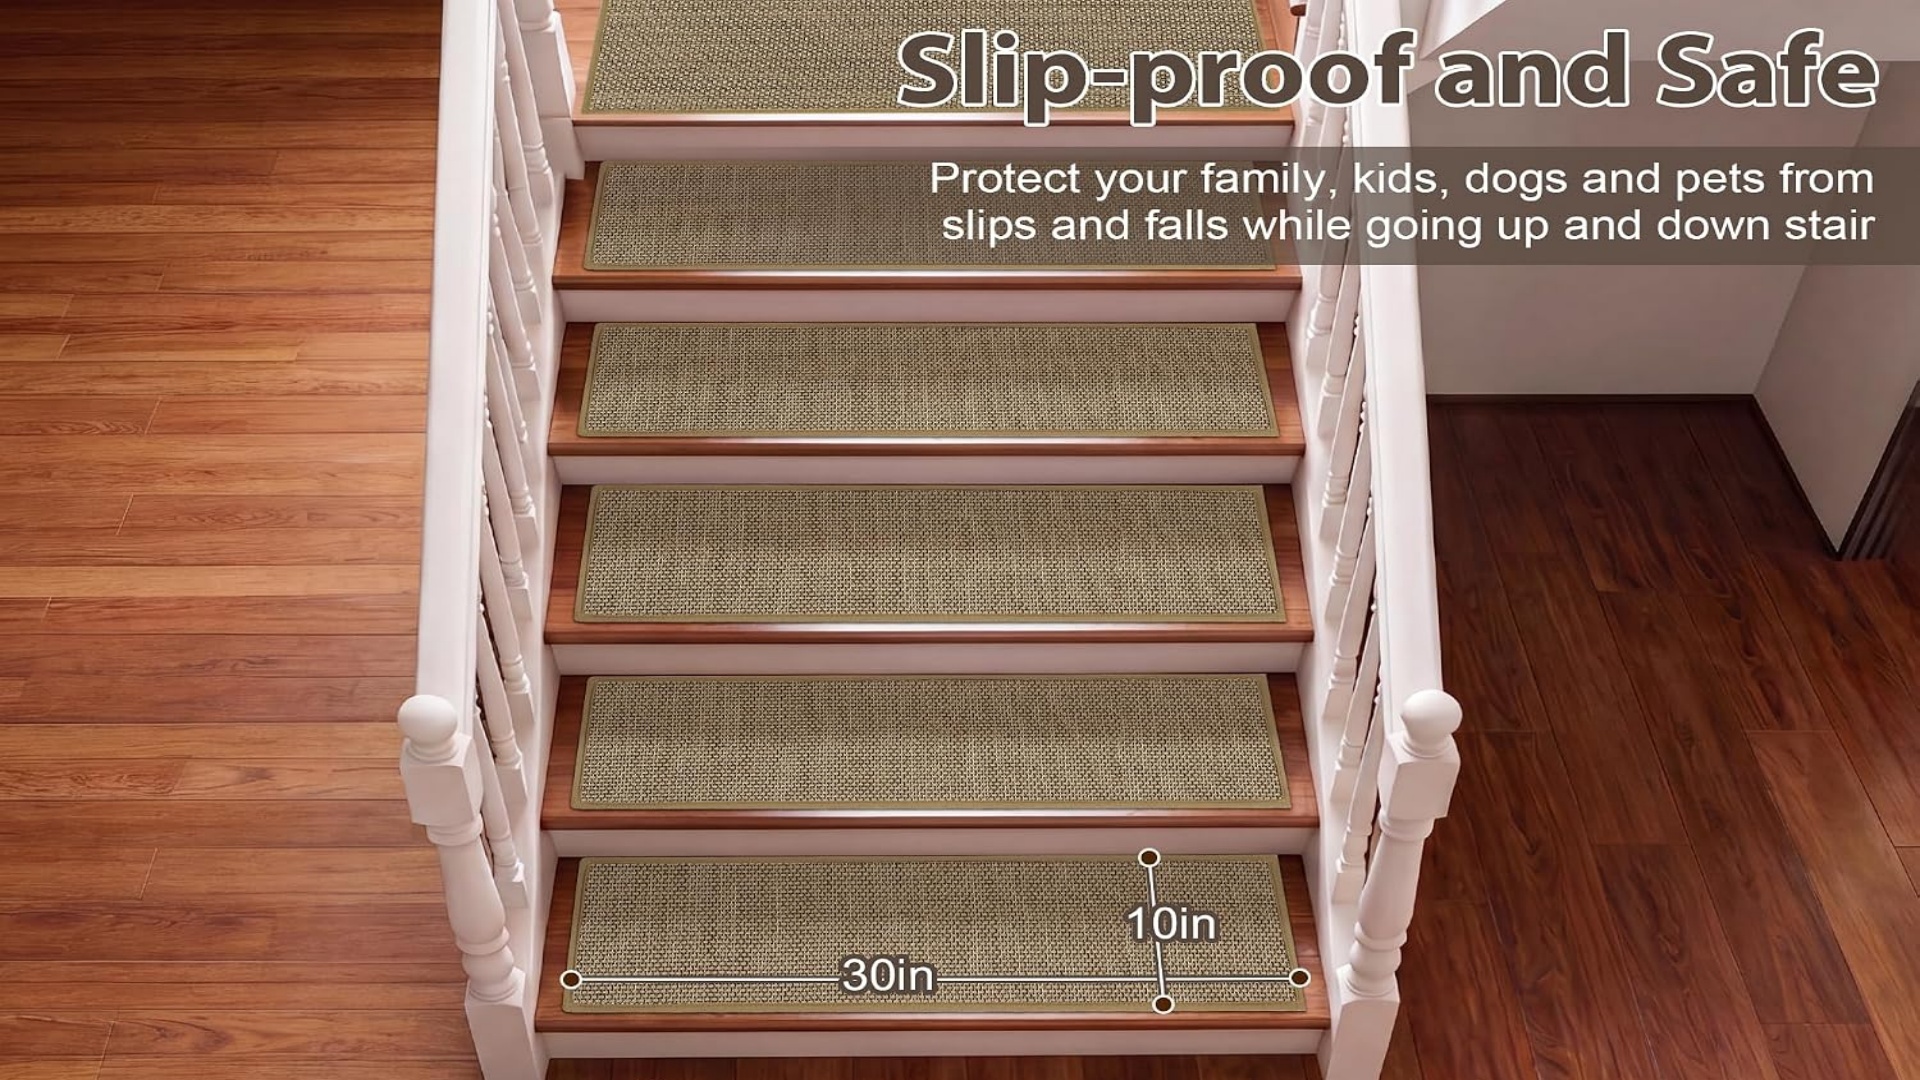 Slip-proof and Safe
Protect your family, kids, dogs and pets from
slips and falls while going up and down stair
10in
30in